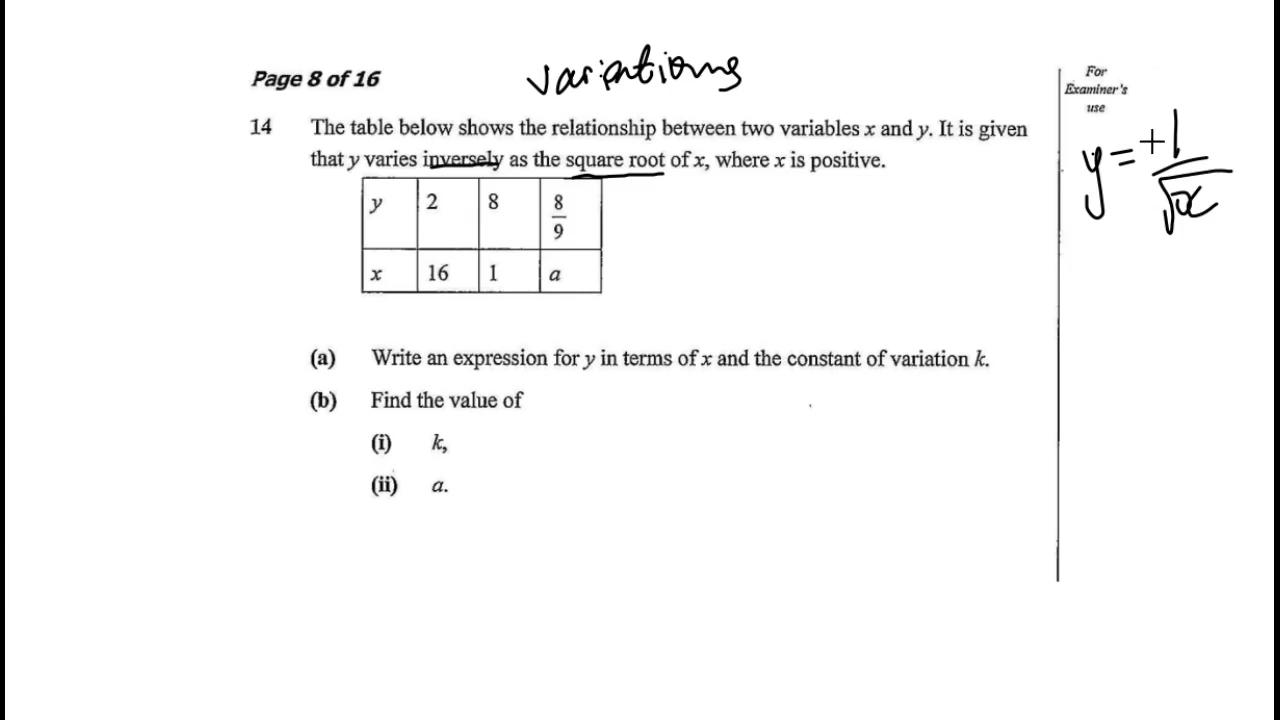 variations
Page 8 of 16
For
Examiner's
use
14 The table below shows the relationship between two variables x and y. It is given
that y varies inversely as the square root of x, where x is positive.
y 2 8 8/9
x 16 1 a
y = 1/√x
(a) Write an expression for y in terms of x and the constant of variation k.
(b) Find the value of
(i) k,
(ii) a.